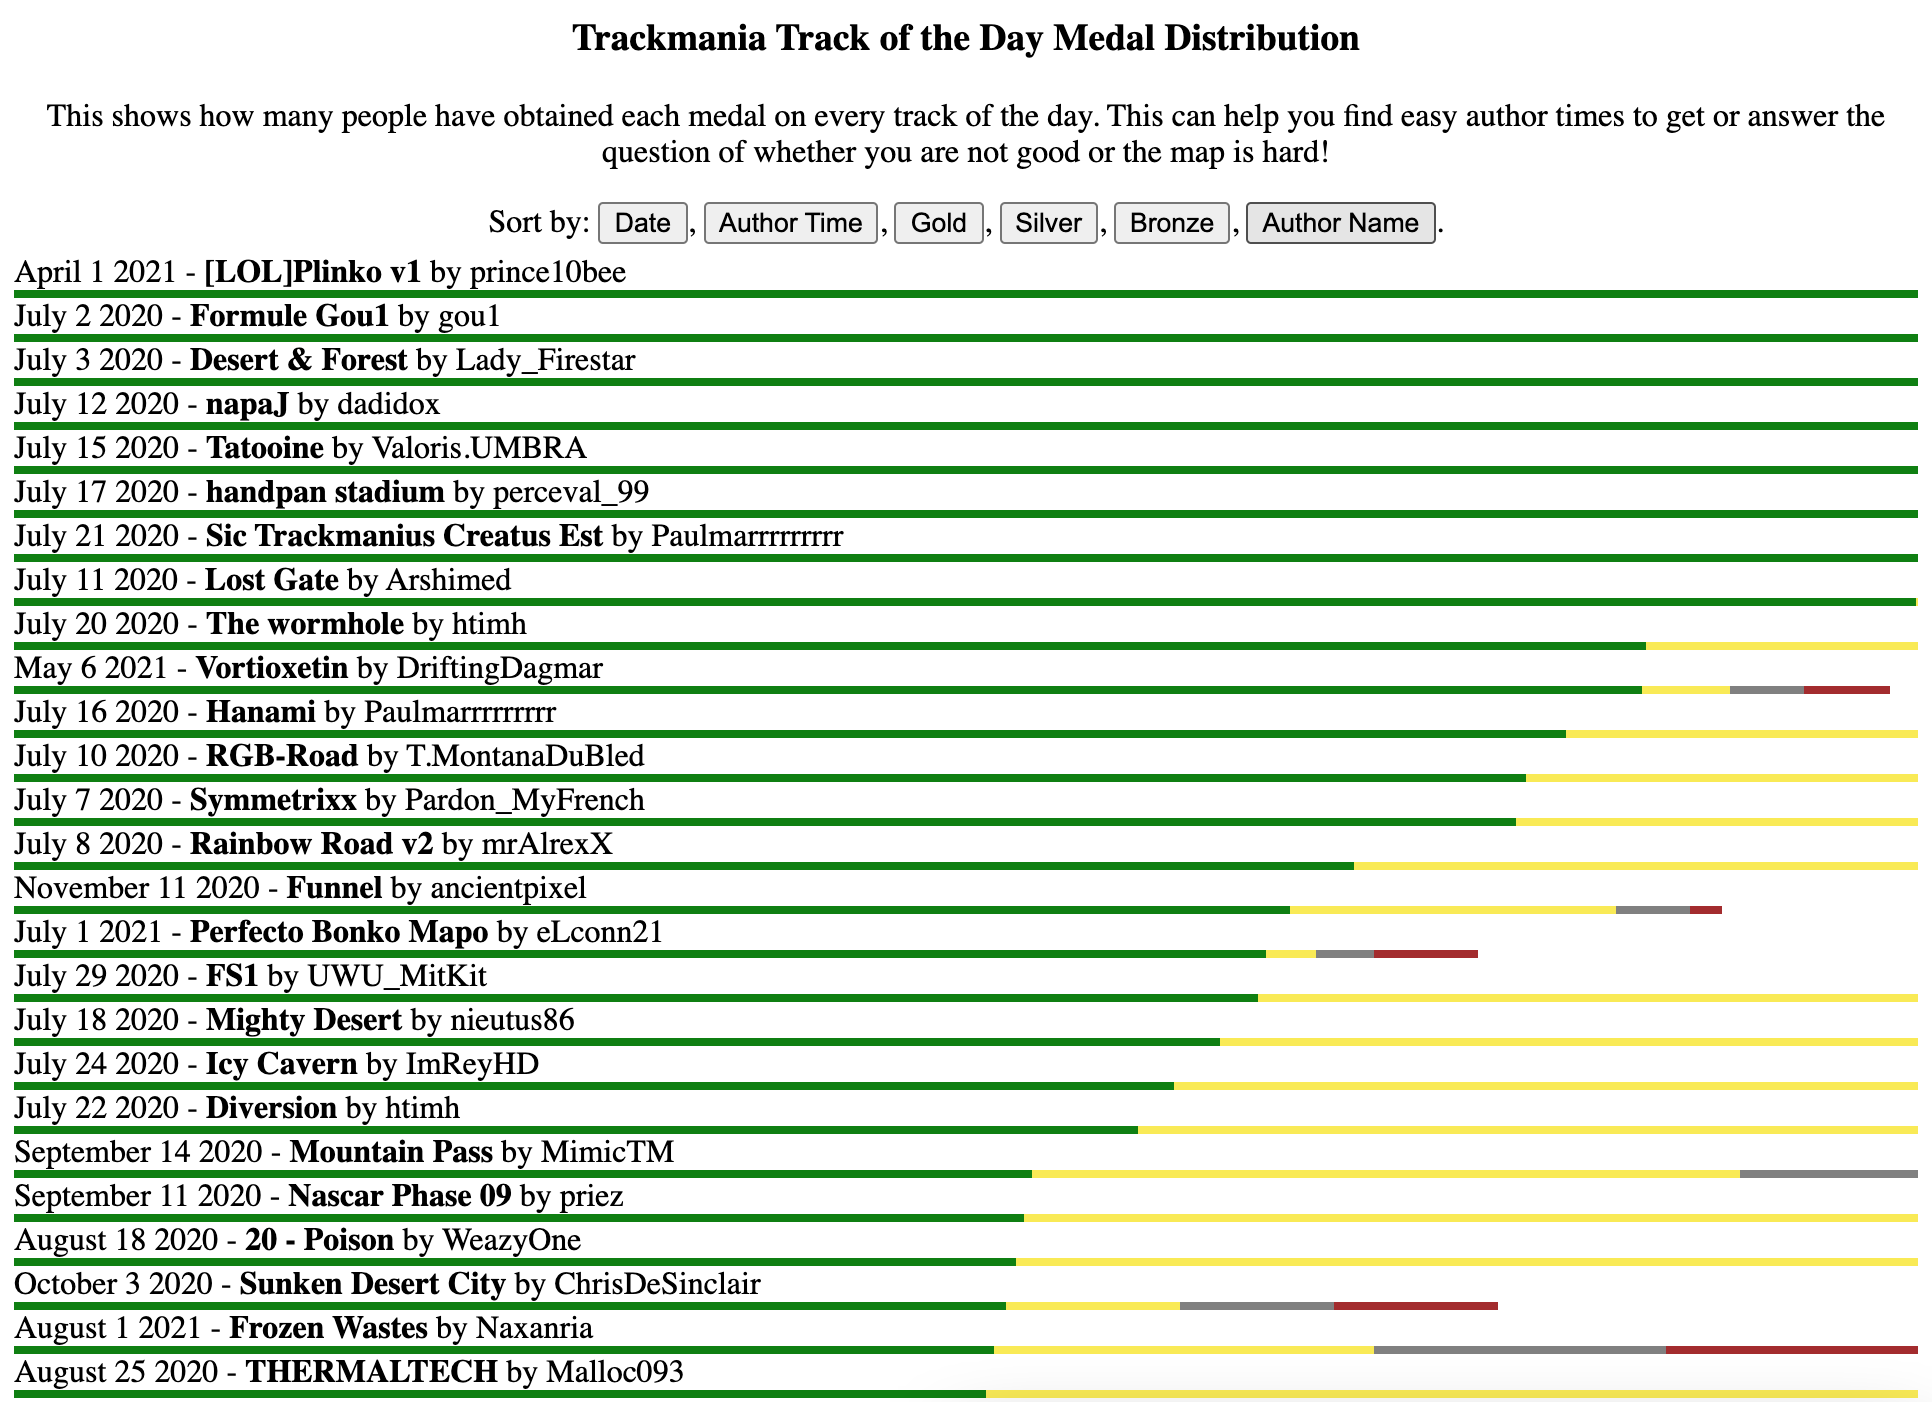 Trackmania Track of the Day Medal Distribution
This shows how many people have obtained each medal on every track of the day. This can help you find easy author times to get or answer the
question of whether you are not good or the map is hard!
Sort by: Date, Author Time, Gold, Silver, Bronze, Author Name.
April 1 2021 - [LOL]Plinko v1 by prince10bee
July 2 2020 - Formule Gou1 by gou1
July 3 2020 - Desert & Forest by Lady_Firestar
July 12 2020 - napaJ by dadidox
July 15 2020 - Tatooine by Valoris.UMBRA
July 17 2020 - handpan stadium by perceval_99
July 21 2020 - Sic Trackmanius Creatus Est by Paulmarrrrrrrrrr
July 11 2020 - Lost Gate by Arshimed
July 20 2020 - The wormhole by htimh
May 6 2021 - Vortioxetin by DriftingDagmar
July 16 2020 - Hanami by Paulmarrrrrrrrrr
July 10 2020 - RGB-Road by T.MontanaDuBled
July 7 2020 - Symmetrixx by Pardon_MyFrench
July 8 2020 - Rainbow Road v2 by mrAlrexX
November 11 2020 - Funnel by ancientpixel
July 1 2021 - Perfecto Bonko Mapo by eLconn21
July 29 2020 - FS1 by UWU_MitKit
July 18 2020 - Mighty Desert by nieutus86
July 24 2020 - Icy Cavern by ImReyHD
July 22 2020 - Diversion by htimh
September 14 2020 - Mountain Pass by MimicTM
September 11 2020 - Nascar Phase 09 by priez
August 18 2020 - 20 - Poison by WeazyOne
October 3 2020 - Sunken Desert City by ChrisDeSinclair
August 1 2021 - Frozen Wastes by Naxanria
August 25 2020 - THERMALTECH by Malloc093